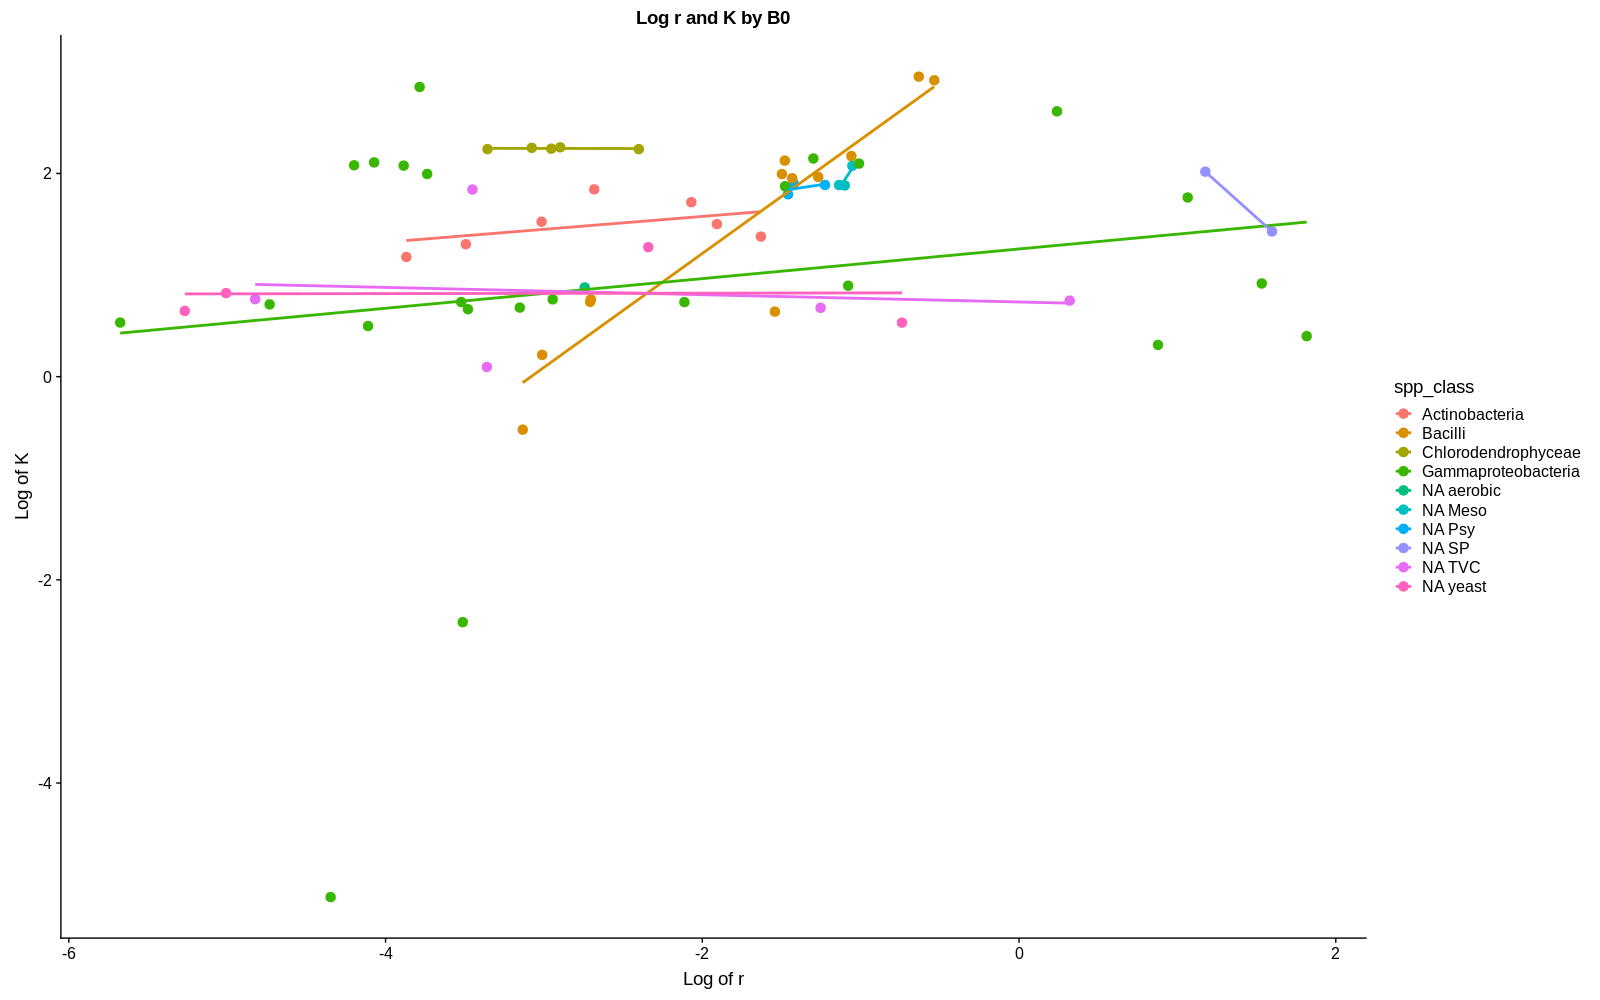 Log r and K by B0
2
0
-2
-4
Log of K
-6
-4
-2
0
2
Log of r
spp_class
Actinobacteria
Bacilli
Chlorodendrophyceae
Gammaproteobacteria
NA aerobic
NA Meso
NA Psy
NA SP
NA TVC
NA yeast